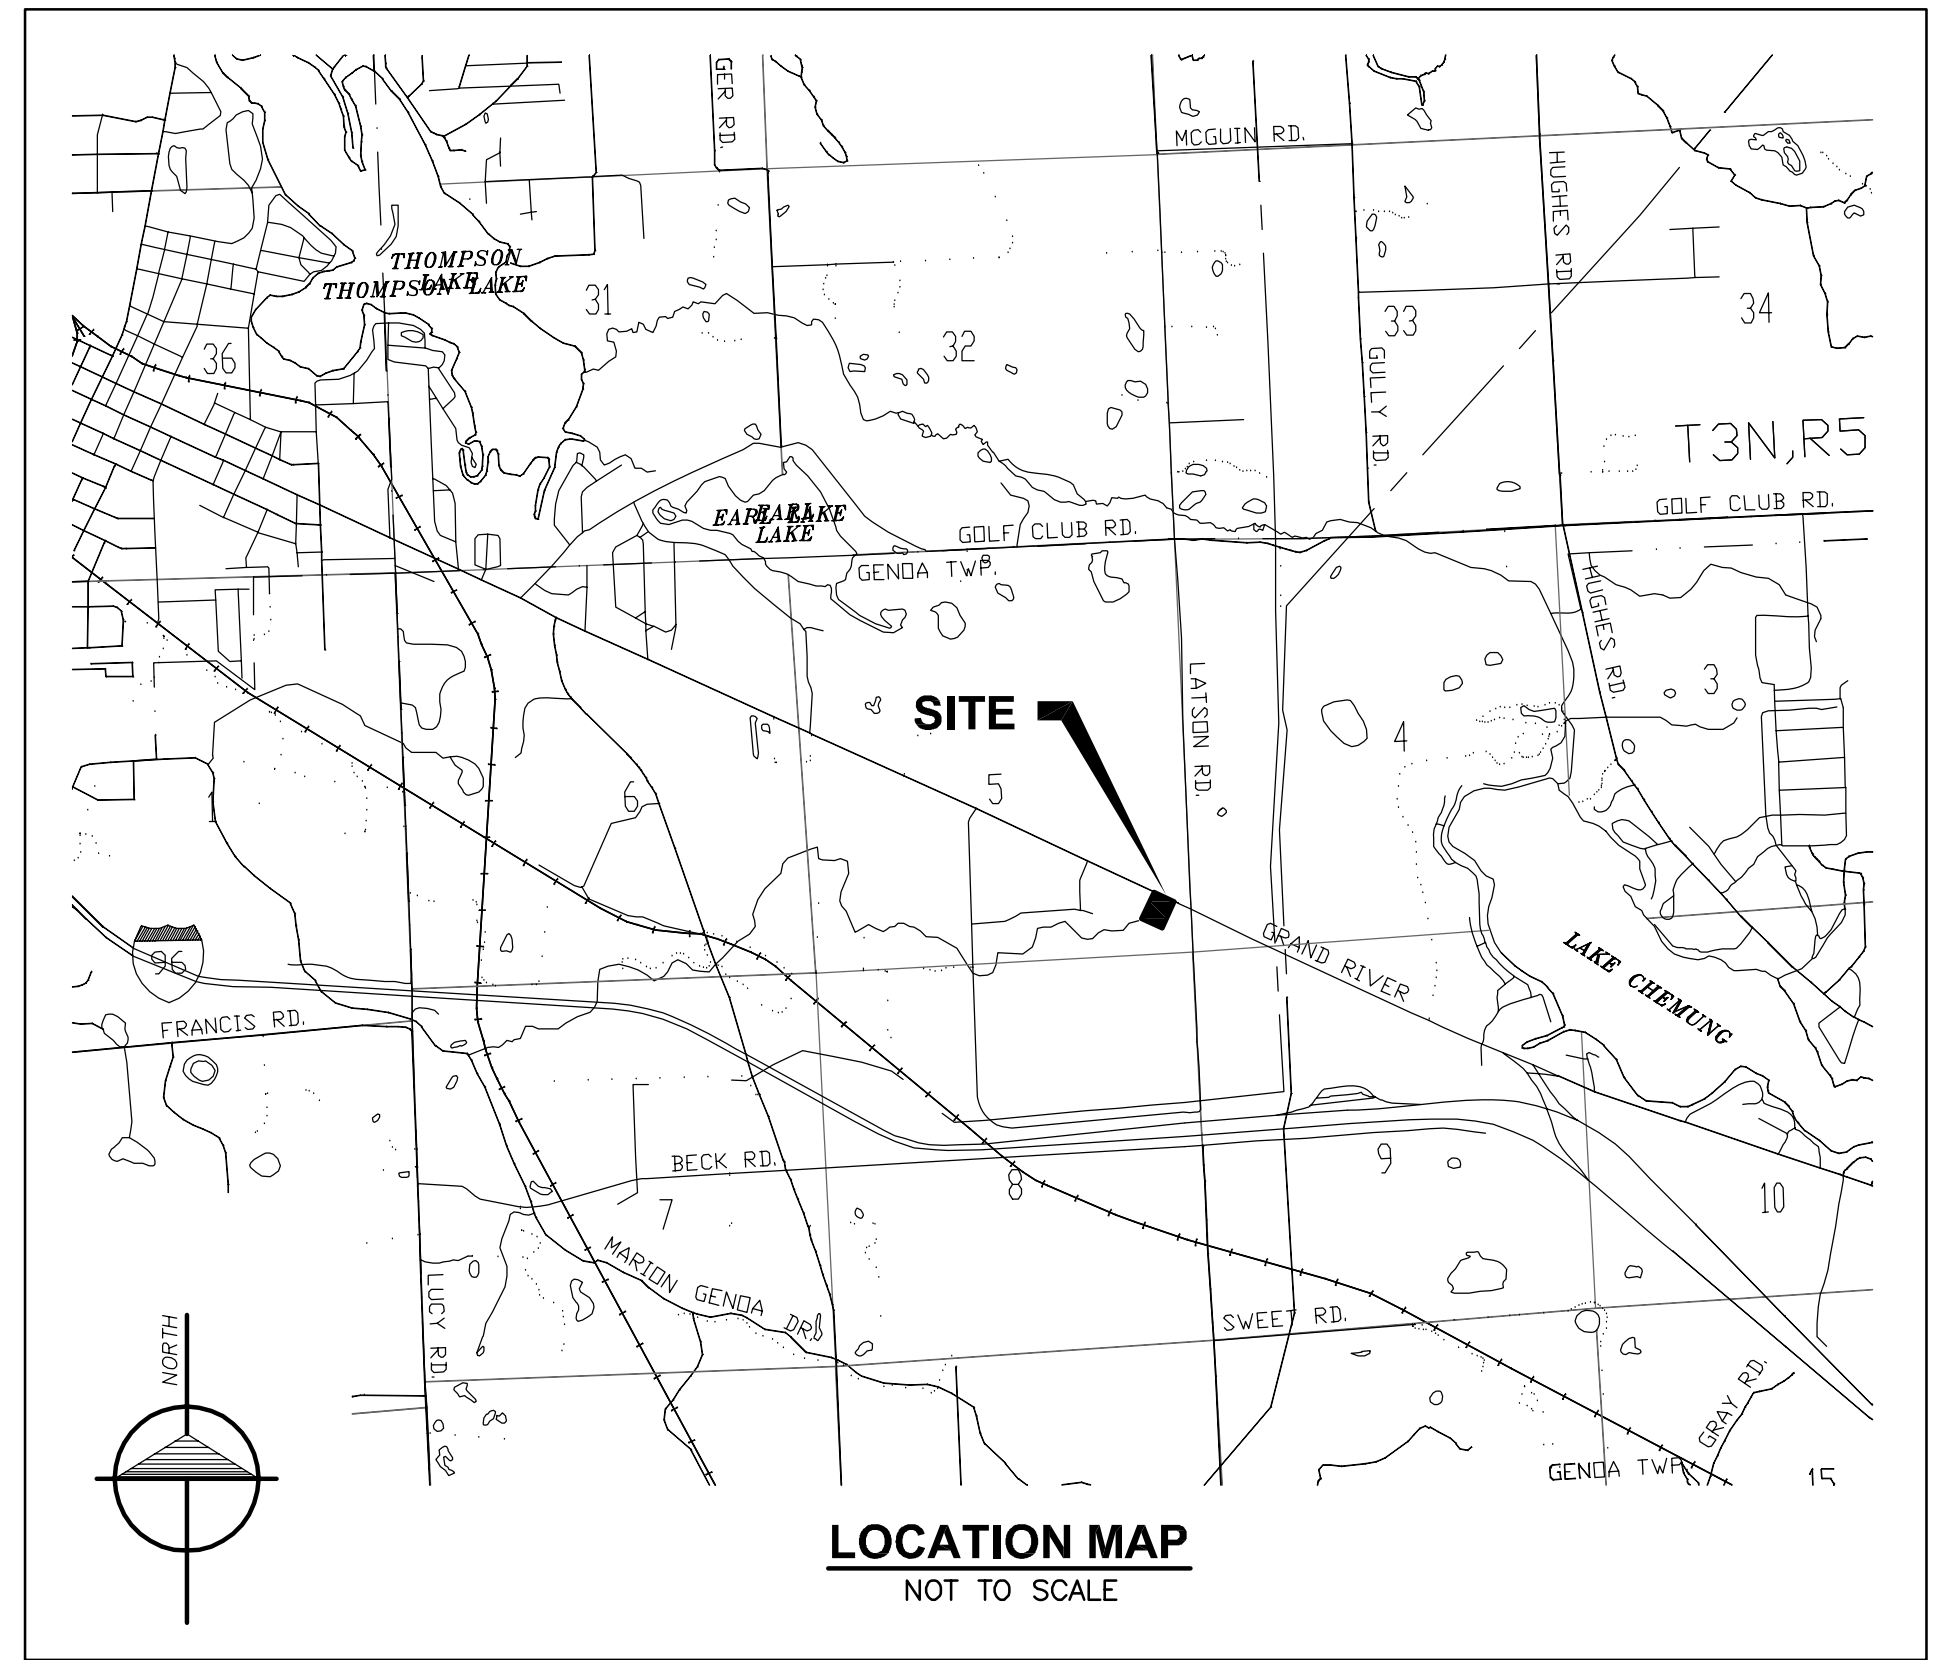 GER RD.
MCGUIN RD.
HUGHES RD.
THOMPSON
LAKE
THOMPSON LAKE
31
32
33
34
36
GULLY RD.
T3N,R5
GOLF CLUB RD.
EARL LAKE
EARL
LAKE
GOLF CLUB RD.
GENOA TWP.
HUGHES RD.
LATSON RD.
3
SITE
4
5
6
1
GRAND RIVER
LAKE CHEMUNG
96
FRANCIS RD.
BECK RD.
9
8
7
10
MARION GENOA DR.
LUCY RD.
SWEET RD.
GRAY RD.
GENOA TWP.
15
NORTH
LOCATION MAP
NOT TO SCALE